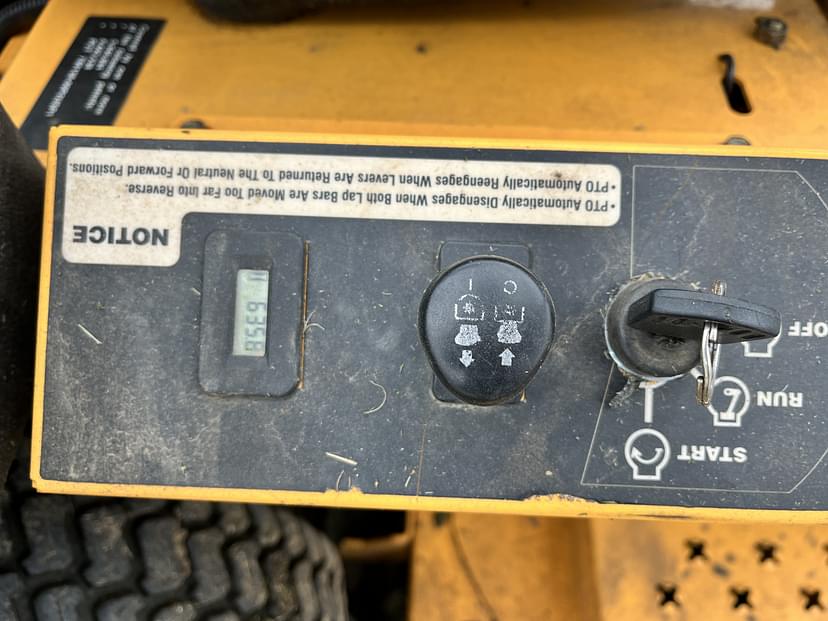 NOTICE
• PTO Automatically Disengages When Both Lap Bars Are Moved Too Far Into Reverse.
• PTO Automatically Reengages When Levers Are Returned To The Neutral Or Forward Positions.
START
RUN
OFF